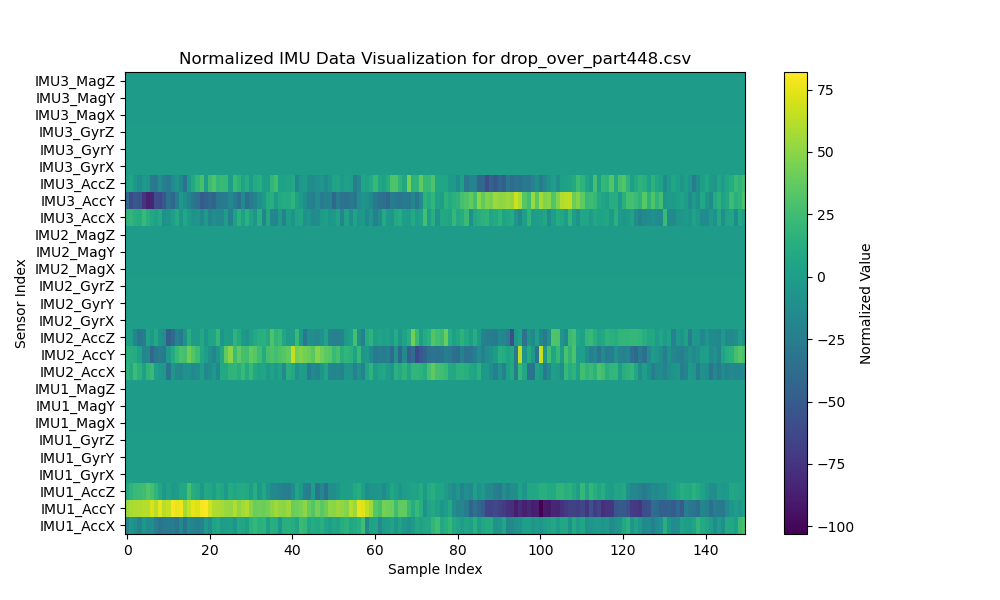 Normalized IMU Data Visualization for drop_over_part448.csv
IMU3_MagZ
IMU3_MagY
IMU3_MagX
IMU3_GyrZ
IMU3_GyrY
IMU3_GyrX
IMU3_AccZ
IMU3_AccY
IMU3_AccX
IMU2_MagZ
IMU2_MagY
IMU2_MagX
IMU2_GyrZ
IMU2_GyrY
IMU2_GyrX
IMU2_AccZ
IMU2_AccY
IMU2_AccX
IMU1_MagZ
IMU1_MagY
IMU1_MagX
IMU1_GyrZ
IMU1_GyrY
IMU1_GyrX
IMU1_AccZ
IMU1_AccY
IMU1_AccX
Sensor Index
0 20 40 60 80 100 120 140
Sample Index
75
50
25
0
−25
−50
−75
−100
Normalized Value